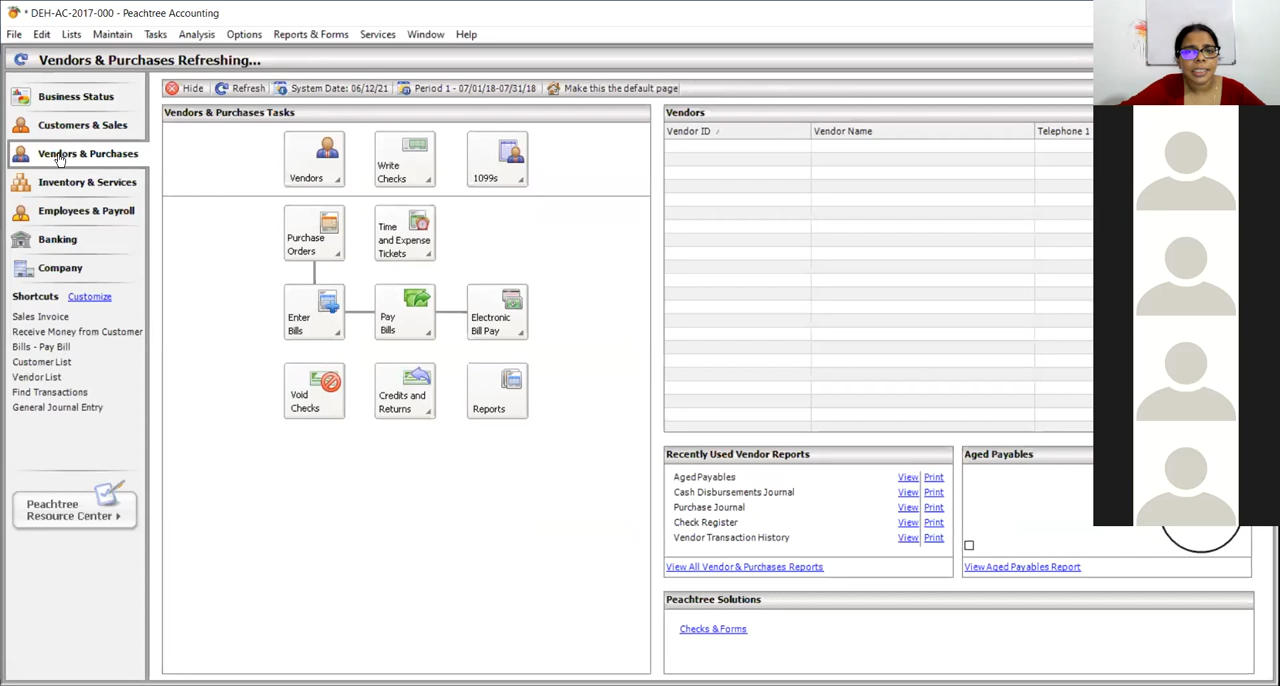 * DEH-AC-2017-000 - Peachtree Accounting
File Edit Lists Maintain Tasks Analysis Options Reports & Forms Services Window Help
Vendors & Purchases Refreshing...
Business Status
Customers & Sales
Vendors & Purchases
Inventory & Services
Employees & Payroll
Banking
Company
Shortcuts Customize
Sales Invoice
Receive Money from Customer
Bills - Pay Bill
Customer List
Vendor List
Find Transactions
General Journal Entry
Peachtree
Resource Center
Hide Refresh System Date: 06/12/21 Period 1 - 07/01/18-07/31/18 Make this the default page
Vendors & Purchases Tasks
Vendors
Write
Checks
1099s
Purchase
Orders
Time
and Expense
Tickets
Enter
Bills
Pay
Bills
Electronic
Bill Pay
Void
Checks
Credits and
Returns
Reports
Vendors
Vendor ID Vendor Name Telephone 1
Recently Used Vendor Reports
Aged Payables View Print
Cash Disbursements Journal View Print
Purchase Journal View Print
Check Register View Print
Vendor Transaction History View Print
View All Vendor & Purchases Reports
Aged Payables
View Aged Payables Report
Peachtree Solutions
Checks & Forms